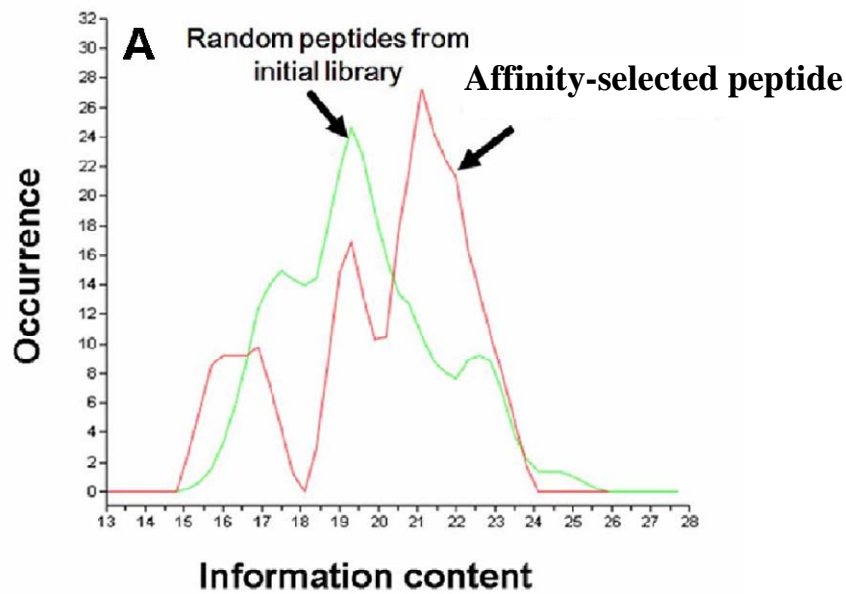 A
Random peptides from
initial library
Affinity-selected peptide
Occurrence
32
30
28
26
24
22
20
18
16
14
12
10
8
6
4
2
0
13 14 15 16 17 18 19 20 21 22 23 24 25 26 27 28
Information content